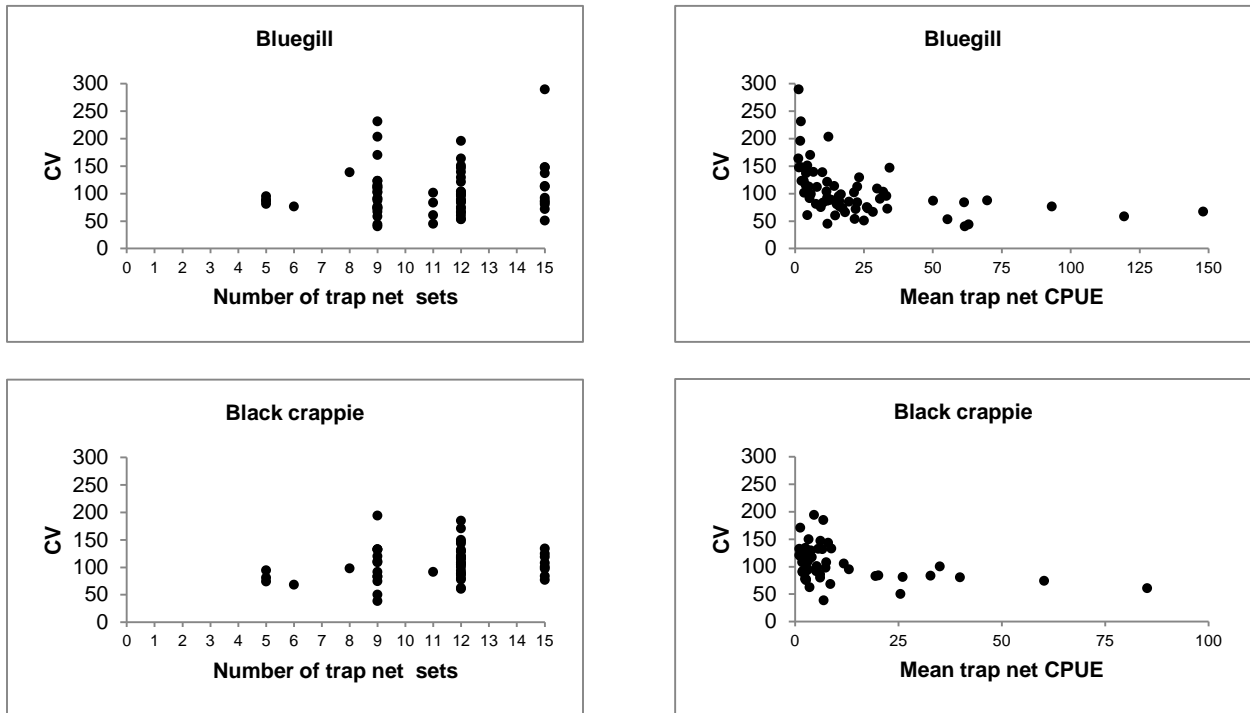 Bluegill
CV
300
250
200
150
100
50
0
0 1 2 3 4 5 6 7 8 9 10 11 12 13 14 15
Number of trap net sets
Bluegill
CV
300
250
200
150
100
50
0
0 25 50 75 100 125 150
Mean trap net CPUE
Black crappie
CV
300
250
200
150
100
50
0
0 1 2 3 4 5 6 7 8 9 10 11 12 13 14 15
Number of trap net sets
Black crappie
CV
300
250
200
150
100
50
0
0 25 50 75 100
Mean trap net CPUE